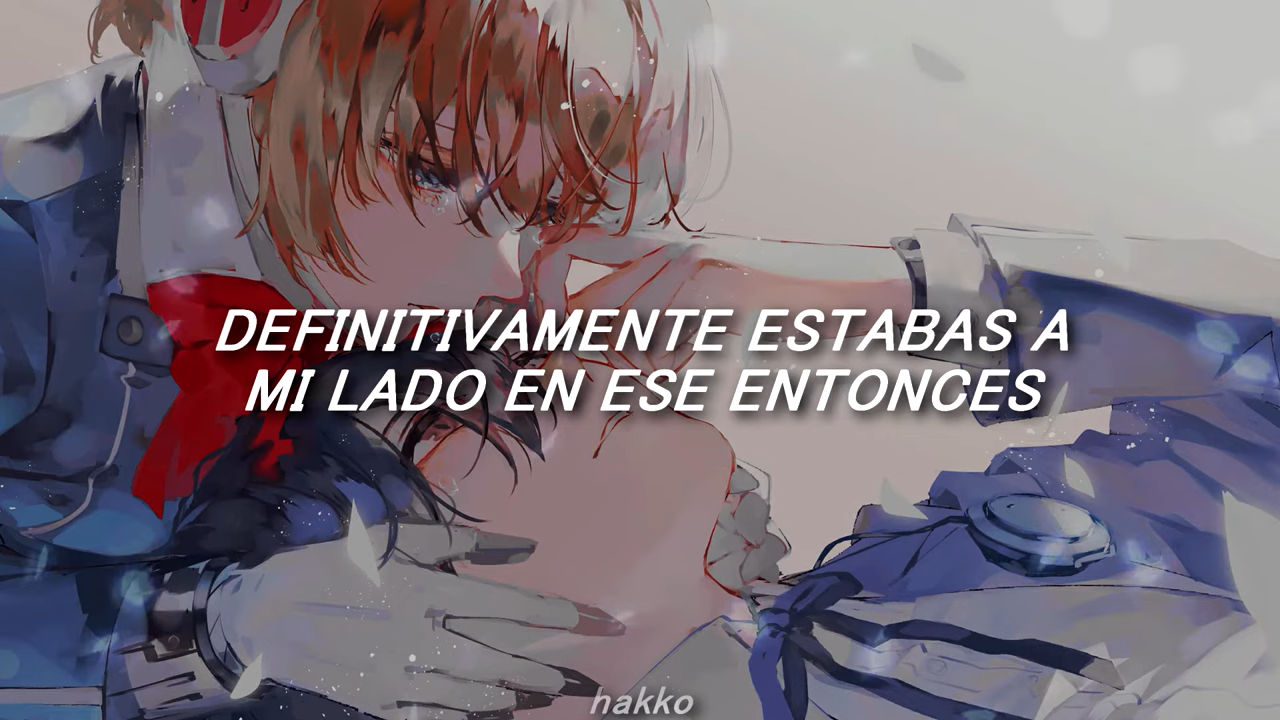 DEFINITIVAMENTE ESTABAS A
MI LADO EN ESE ENTONCES
hakko